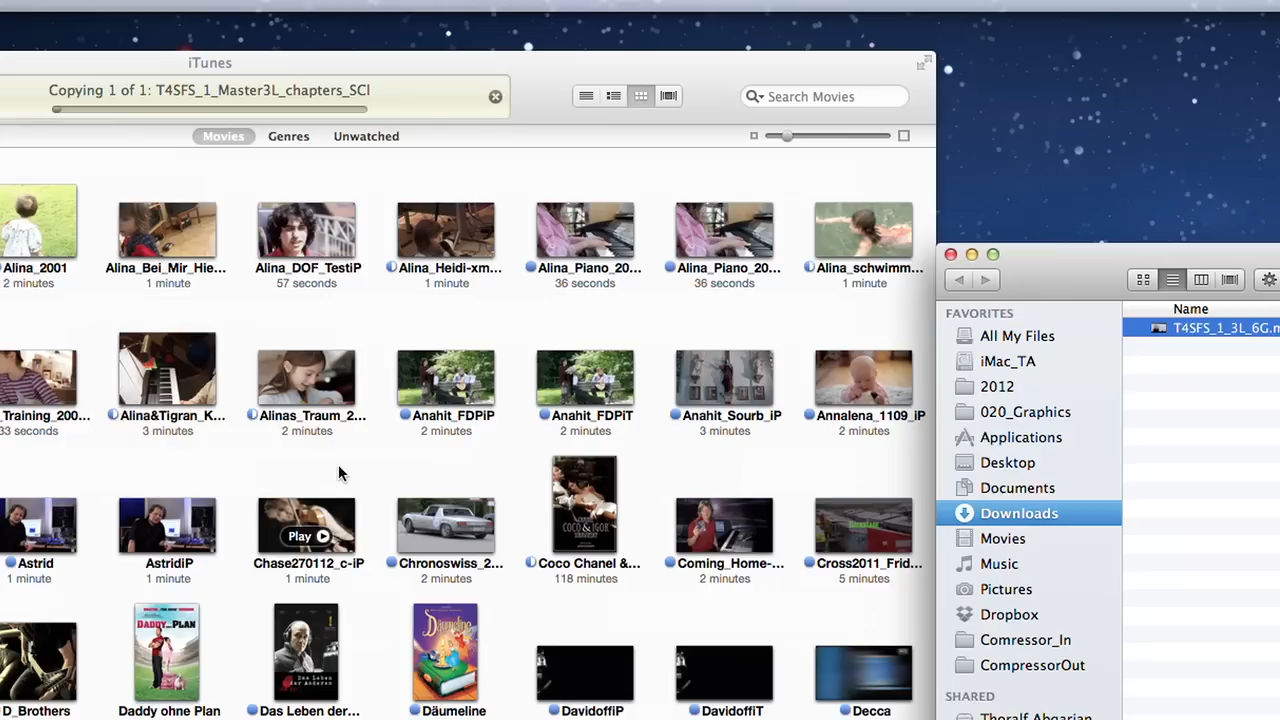 iTunes
Copying 1 of 1: T4SFS_1_Master3L_chapters_SCI
Search Movies
Movies Genres Unwatched
Alina_2001 Alina_Bei_Mir_Hie... Alina_DOF_TestiP Alina_Heidi-xm... Alina_Piano_20... Alina_Piano_20... Alina_schwimm...
2 minutes 1 minute 57 seconds 1 minute 36 seconds 36 seconds 1 minute
_Training_200... Alina&Tigran_K... Alinas_Traum_2... Anahit_FDPiP Anahit_FDPiT Anahit_Sourb_iP Annalena_1109_iP
33 seconds 3 minutes 2 minutes 2 minutes 2 minutes 3 minutes 2 minutes
Play
Astrid AstridiP Chase270112_c-iP Chronoswiss_2... Coco Chanel &... Coming_Home-... Cross2011_Frid...
1 minute 1 minute 1 minute 2 minutes 118 minutes 2 minutes 5 minutes
D_Brothers Daddy ohne Plan Das Leben der... Däumeline DavidoffiP DavidoffiT Decca
Name
T4SFS_1_3L_6G.m
FAVORITES
All My Files
iMac_TA
2012
020_Graphics
Applications
Desktop
Documents
Downloads
Movies
Music
Pictures
Dropbox
Comressor_In
CompressorOut
SHARED
Thoralf Abgarjan